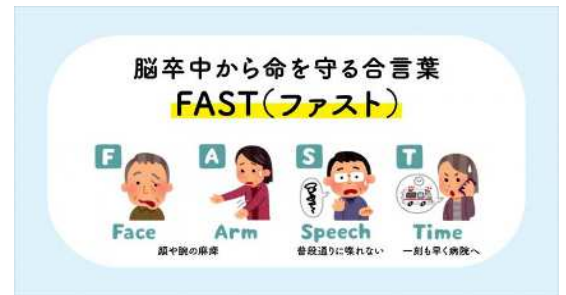 脳卒中から命を守る合言葉
FAST(ファスト)
F A S T
Face Arm Speech Time
顔や腕の麻痺 普段通りに喋れない 一刻も早く病院へ